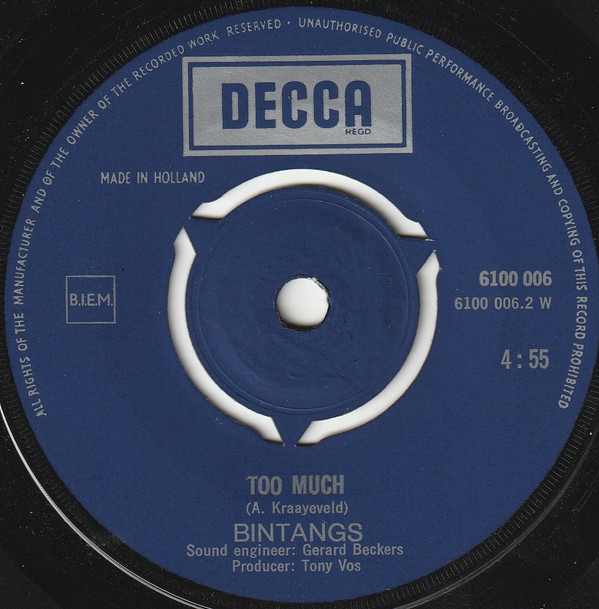 ALL RIGHTS OF THE MANUFACTURER AND OF THE OWNER OF THE RECORDED WORK RESERVED · UNAUTHORISED PUBLIC PERFORMANCE BROADCASTING AND COPYING OF THIS RECORD PROHIBITED
DECCA
REGD
MADE IN HOLLAND
B.I.E.M.
6100 006
6100 006.2 W
4:55
TOO MUCH
(A. Kraayeveld)
BINTANGS
Sound engineer: Gerard Beckers
Producer: Tony Vos